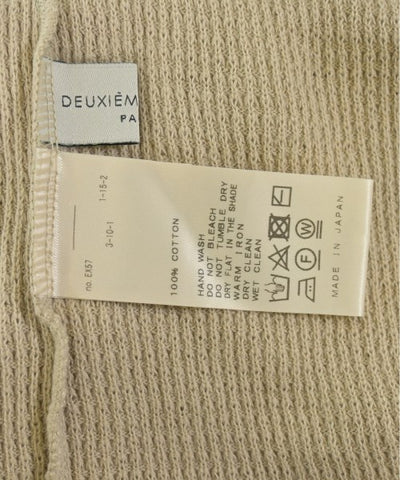 DEUXIÈM
PA
no. EX57
3-10-1
1-15-2
100% COTTON
HAND WASH
DO NOT BLEACH
DO NOT TUMBLE DRY
DRY FLAT IN THE SHADE
WARM IRON
DRY CLEAN
WET CLEAN
P
W
MADE IN JAPAN